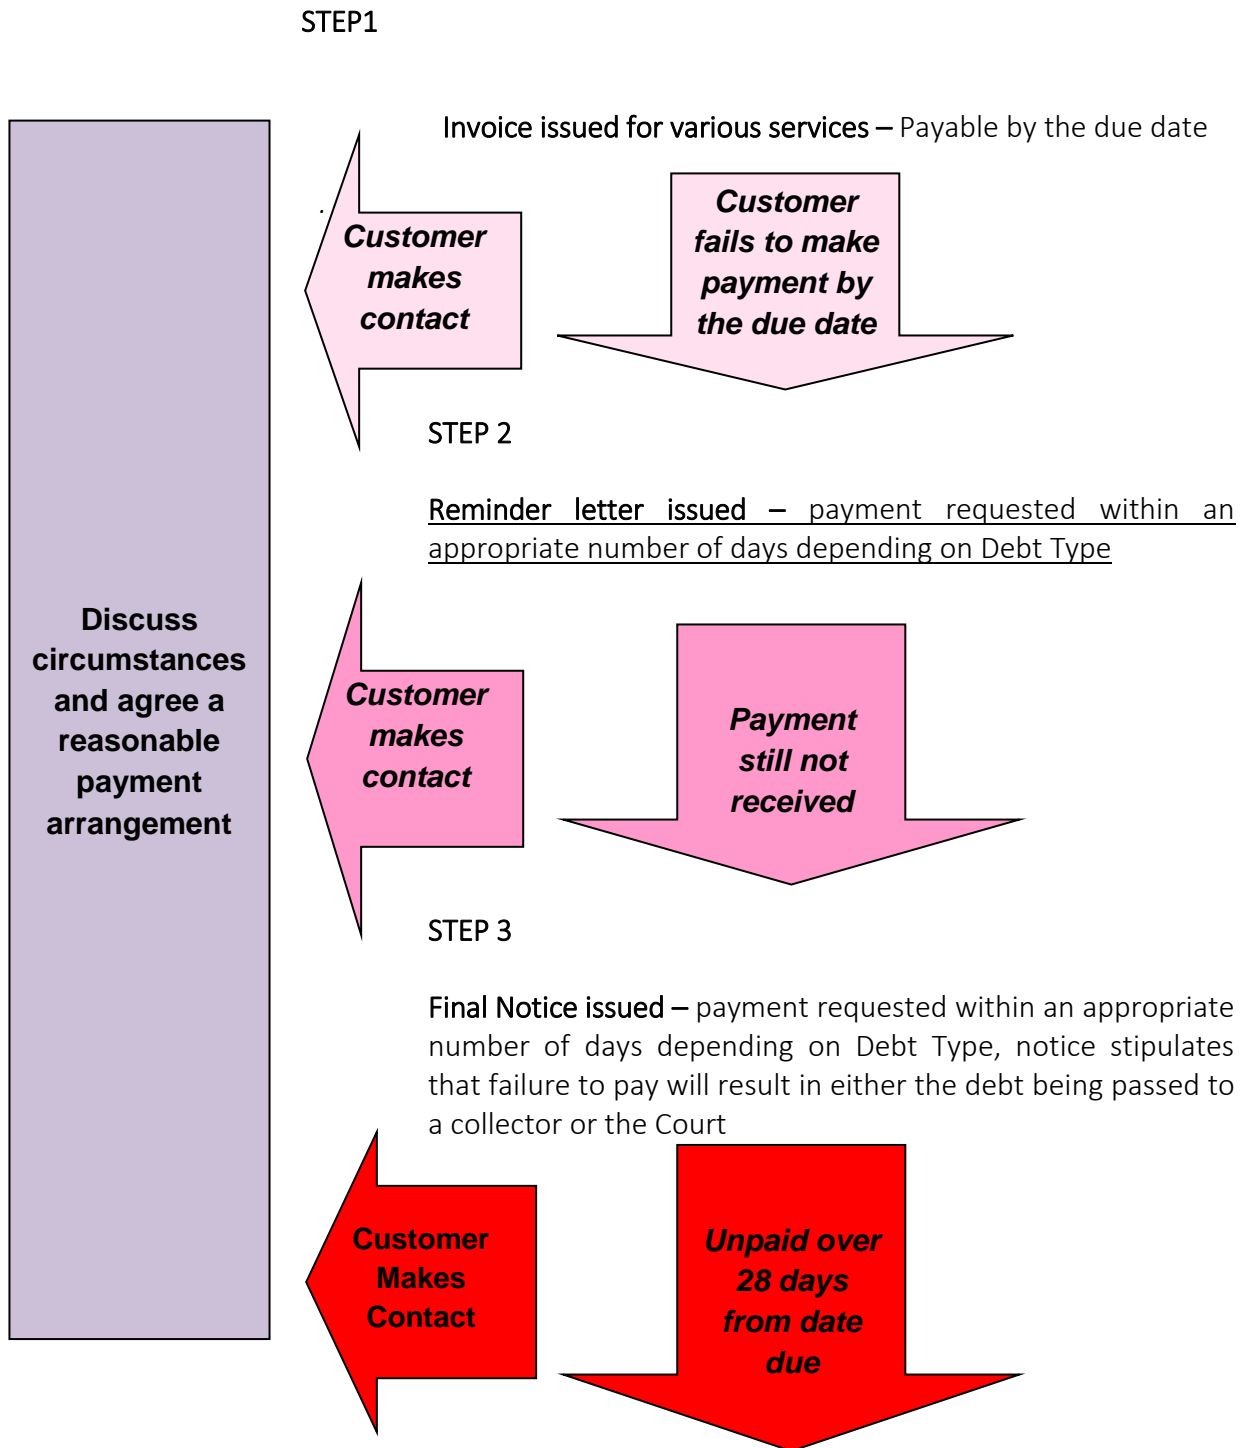 STEP1
Invoice issued for various services – Payable by the due date
.
Customer
makes
contact
Customer
fails to make
payment by
the due date
STEP 2
Reminder letter issued – payment requested within an
appropriate number of days depending on Debt Type
Discuss
circumstances
and agree a
reasonable
payment
arrangement
Customer
makes
contact
Payment
still not
received
STEP 3
Final Notice issued – payment requested within an appropriate
number of days depending on Debt Type, notice stipulates
that failure to pay will result in either the debt being passed to
a collector or the Court
Customer
Makes
Contact
Unpaid over
28 days
from date
due